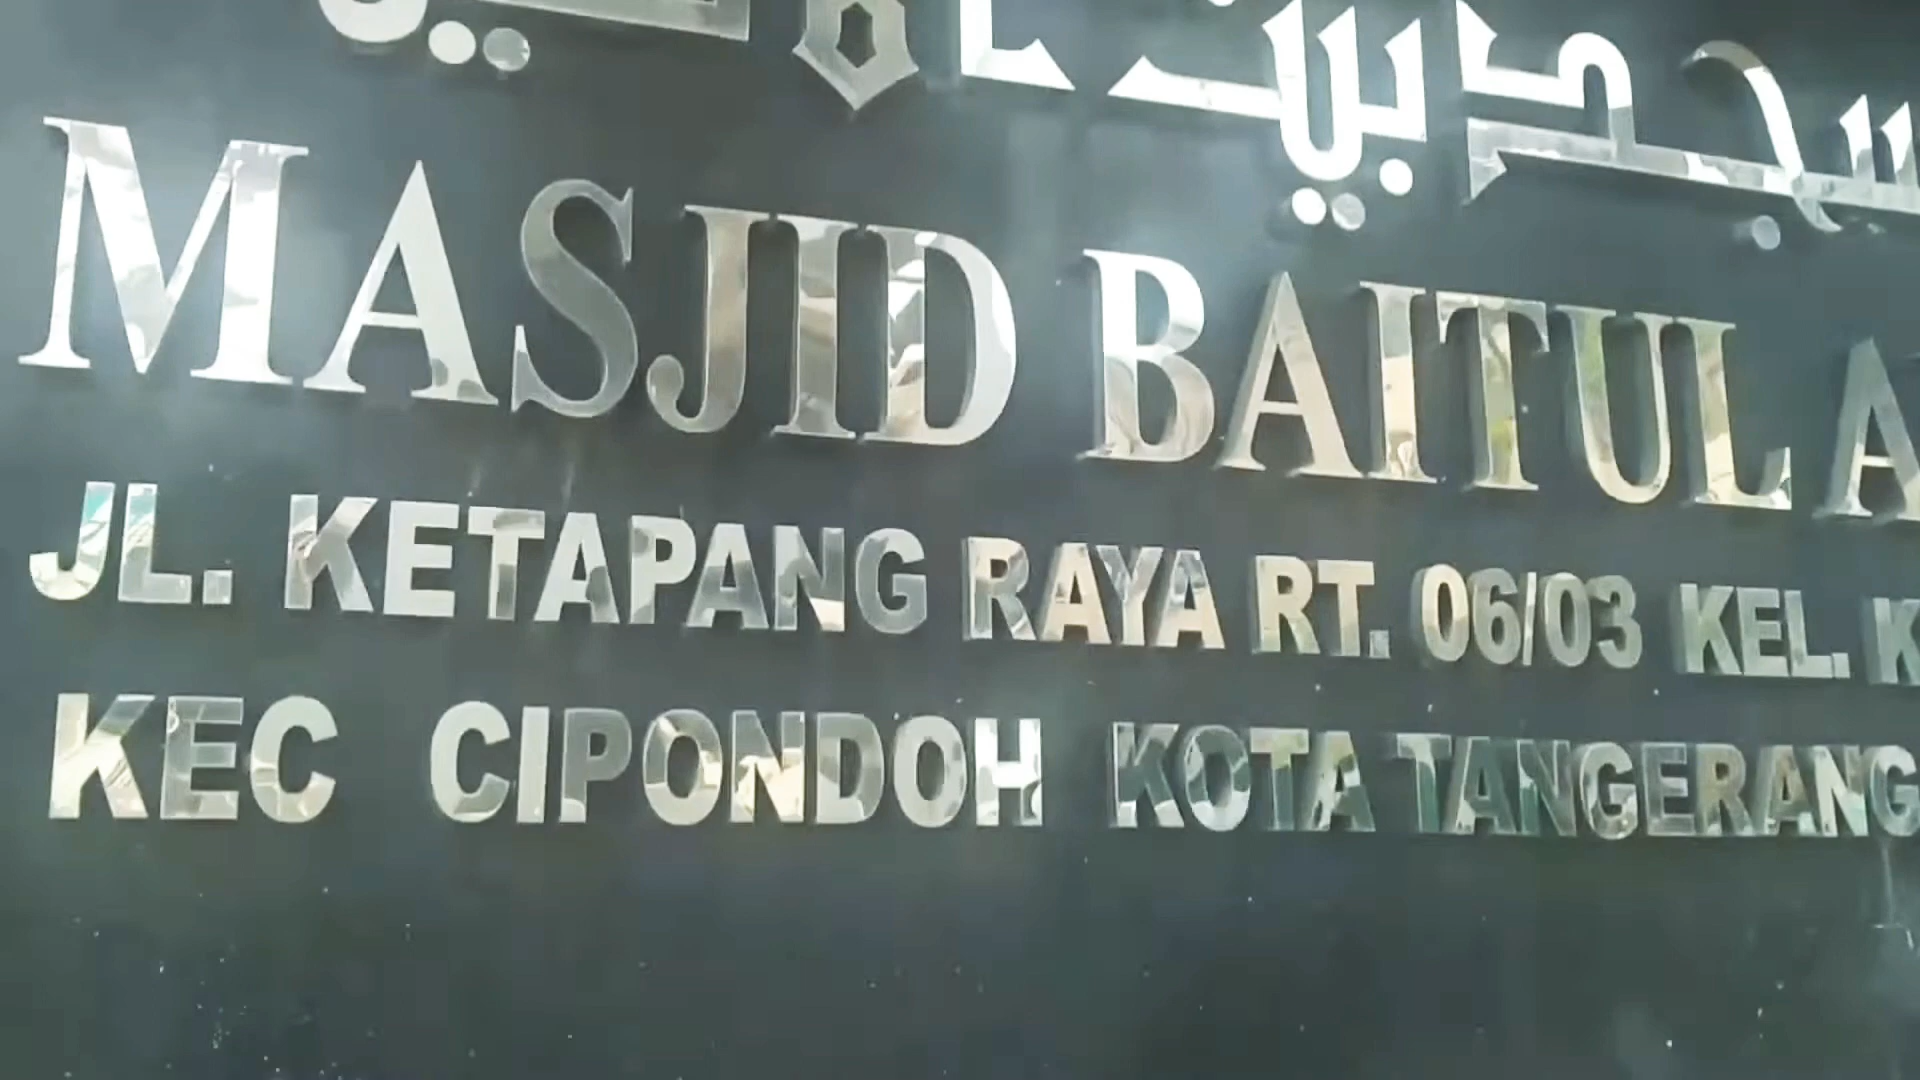 MASJID BAITUL A
JL. KETAPANG RAYA RT. 06/03 KEL. K
KEC CIPONDOH KOTA TANGERANG